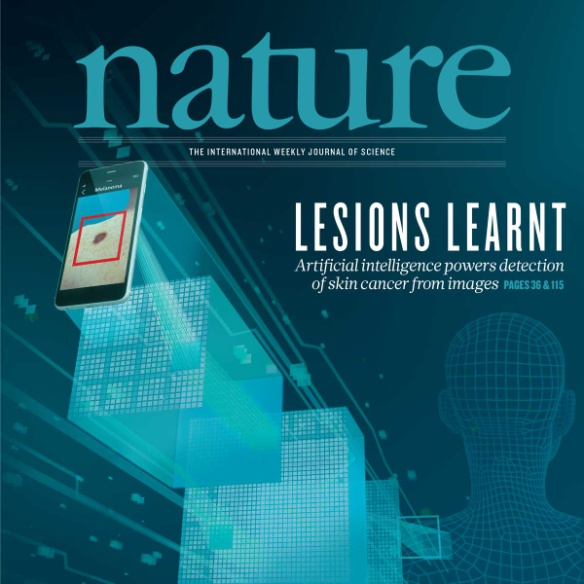 nature
THE INTERNATIONAL WEEKLY JOURNAL OF SCIENCE
Melanoma
LESIONS LEARNT
Artificial intelligence powers detection
of skin cancer from images PAGES 36 & 115